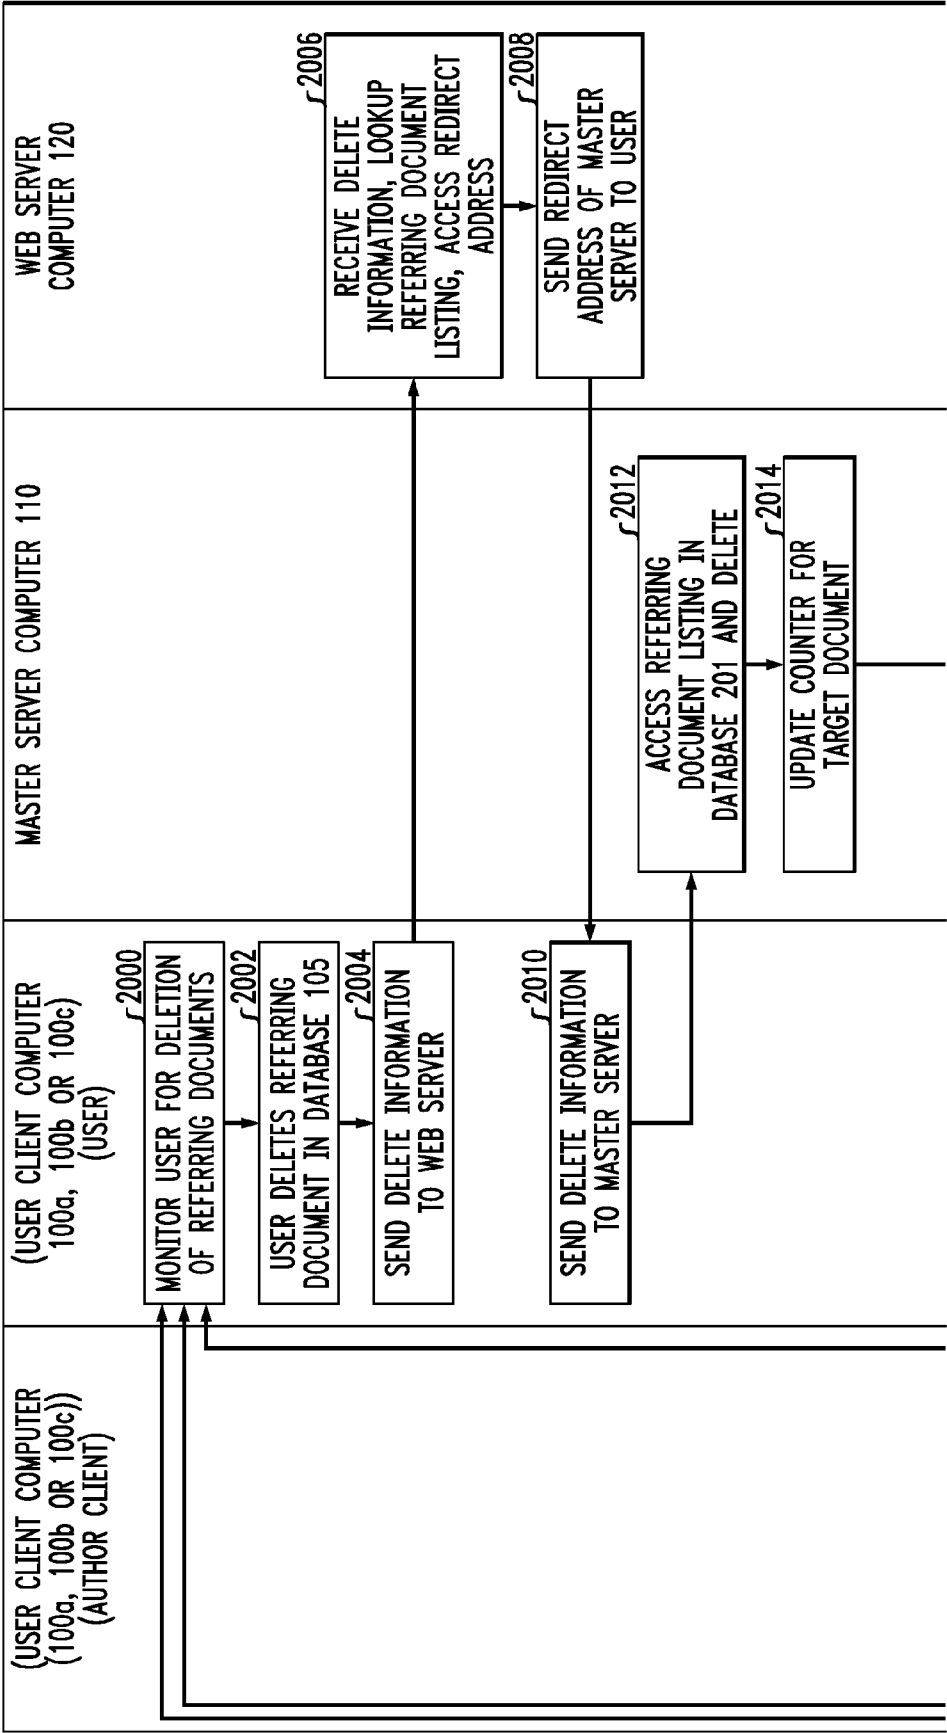 (USER CLIENT COMPUTER
(100a, 100b OR 100c))
(AUTHOR CLIENT)
(USER CLIENT COMPUTER
100a, 100b OR 100c)
(USER)
MASTER SERVER COMPUTER 110
WEB SERVER
COMPUTER 120
2000
MONITOR USER FOR DELETION
OF REFERRING DOCUMENTS
2002
USER DELETES REFERRING
DOCUMENT IN DATABASE 105
2004
SEND DELETE INFORMATION
TO WEB SERVER
2006
RECEIVE DELETE
INFORMATION, LOOKUP
REFERRING DOCUMENT
LISTING, ACCESS REDIRECT
ADDRESS
2008
SEND REDIRECT
ADDRESS OF MASTER
SERVER TO USER
2010
SEND DELETE INFORMATION
TO MASTER SERVER
2012
ACCESS REFERRING
DOCUMENT LISTING IN
DATABASE 201 AND DELETE
2014
UPDATE COUNTER FOR
TARGET DOCUMENT